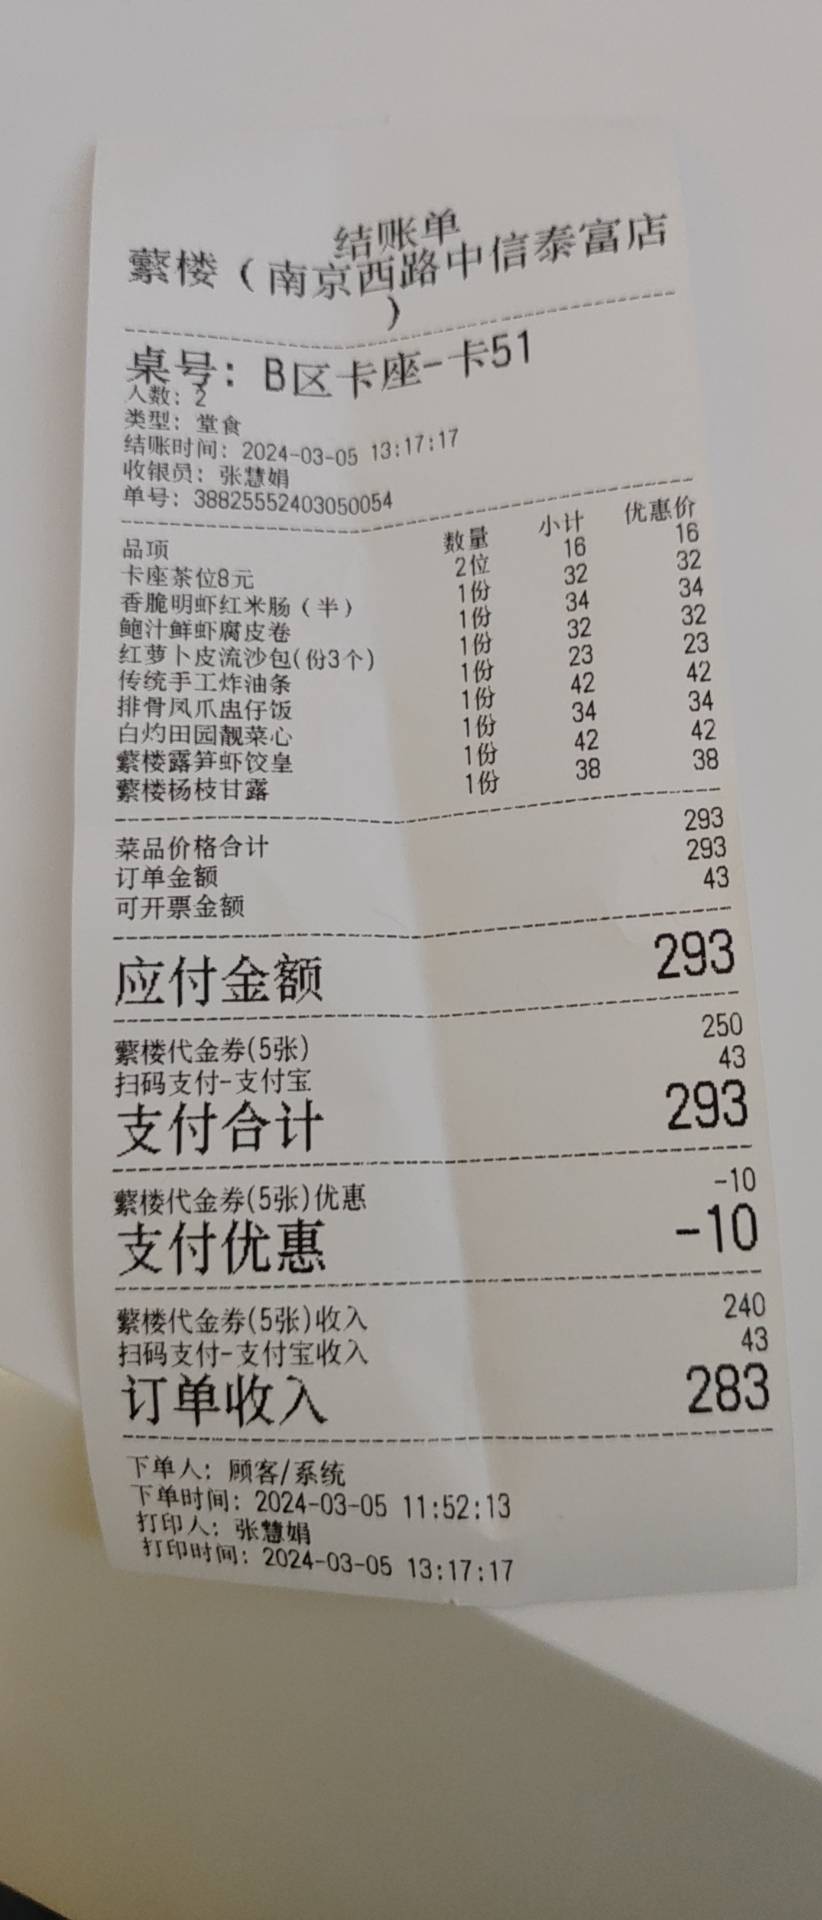 结账单
蘩楼（南京西路中信泰富店
）
桌号: B区卡座-卡51
人数: 2
类型: 堂食
结账时间: 2024-03-05 13:17:17
收银员: 张慧娟
单号: 38825552403050054
品项 数量 小计 优惠价
卡座茶位8元 2位 16 16
香脆明虾红米肠（半） 1份 32 32
鲍汁鲜虾腐皮卷 1份 34 34
红萝卜皮流沙包(份3个) 1份 32 32
传统手工炸油条 1份 23 23
排骨凤爪盅仔饭 1份 42 42
白灼田园靓菜心 1份 34 34
蘩楼露笋虾饺皇 1份 42 42
蘩楼杨枝甘露 1份 38 38
菜品价格合计 293
订单金额 293
可开票金额 43
应付金额 293
蘩楼代金券(5张) 250
扫码支付-支付宝 43
支付合计 293
蘩楼代金券(5张)优惠 -10
支付优惠 -10
蘩楼代金券(5张)收入 240
扫码支付-支付宝收入 43
订单收入 283
下单人: 顾客/系统
下单时间: 2024-03-05 11:52:13
打印人: 张慧娟
打印时间: 2024-03-05 13:17:17